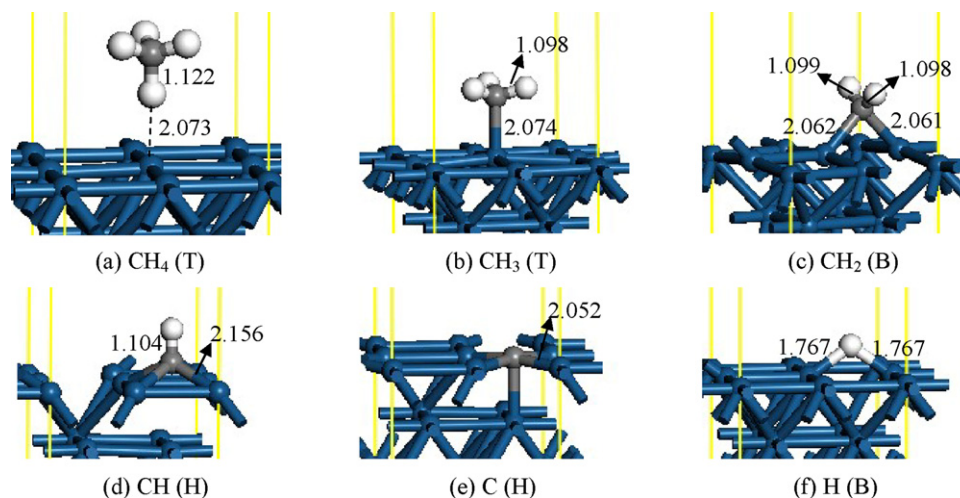 1.122
2.073
(a) CH₄ (T)
1.098
2.074
(b) CH₃ (T)
1.099
1.098
2.062
2.061
(c) CH₂ (B)
1.104
2.156
(d) CH (H)
2.052
(e) C (H)
1.767
1.767
(f) H (B)